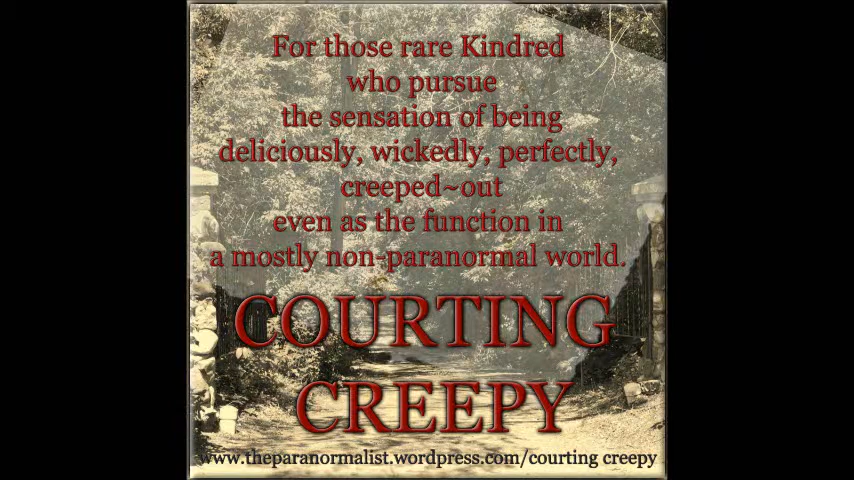 For those rare Kindred
who pursue
the sensation of being
deliciously, wickedly, perfectly,
creeped~out
even as the function in
a mostly non-paranormal world.
COURTING
CREEPY
www.theparanormalist.wordpress.com/courting creepy